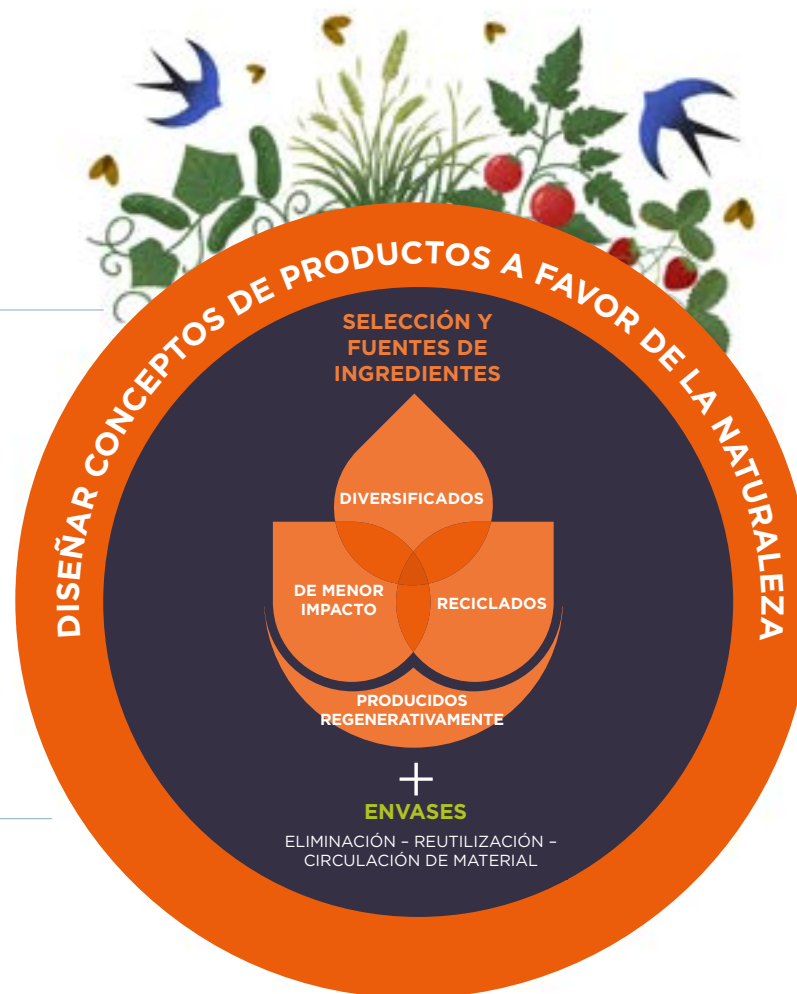 DISEÑAR CONCEPTOS DE PRODUCTOS A FAVOR DE LA NATURALEZA
SELECCIÓN Y
FUENTES DE
INGREDIENTES
DIVERSIFICADOS
DE MENOR
IMPACTO
RECICLADOS
PRODUCIDOS
REGENERATIVAMENTE
+
ENVASES
ELIMINACIÓN – REUTILIZACIÓN –
CIRCULACIÓN DE MATERIAL